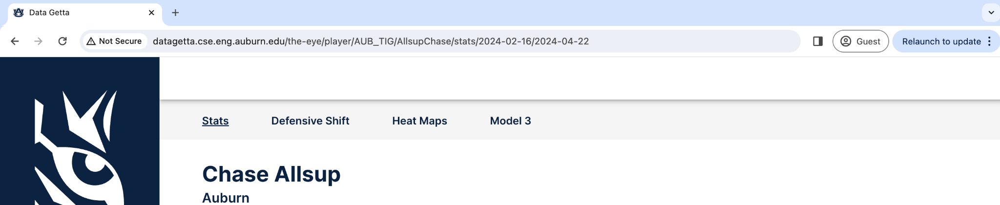 Data Getta
Not Secure datagetta.cse.eng.auburn.edu/the-eye/player/AUB_TIG/AllsupChase/stats/2024-02-16/2024-04-22 Guest Relaunch to update
Stats Defensive Shift Heat Maps Model 3
Chase Allsup
Auburn